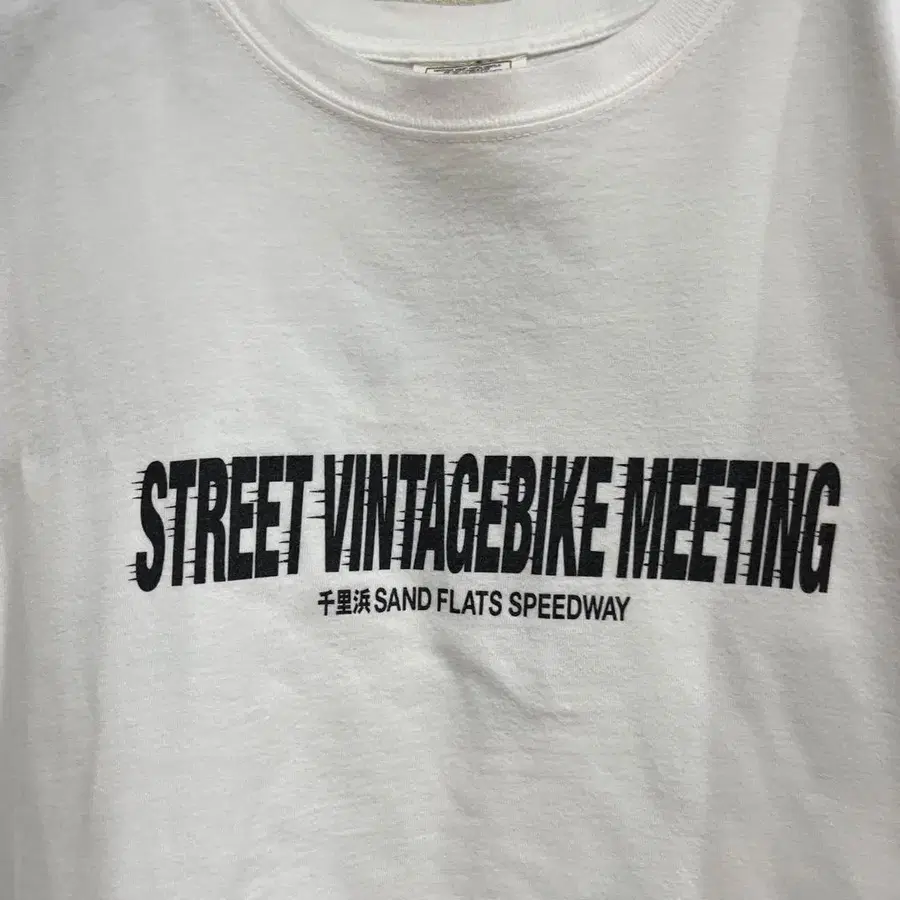 STREET VINTAGEBIKE MEETING
千里浜 SAND FLATS SPEEDWAY